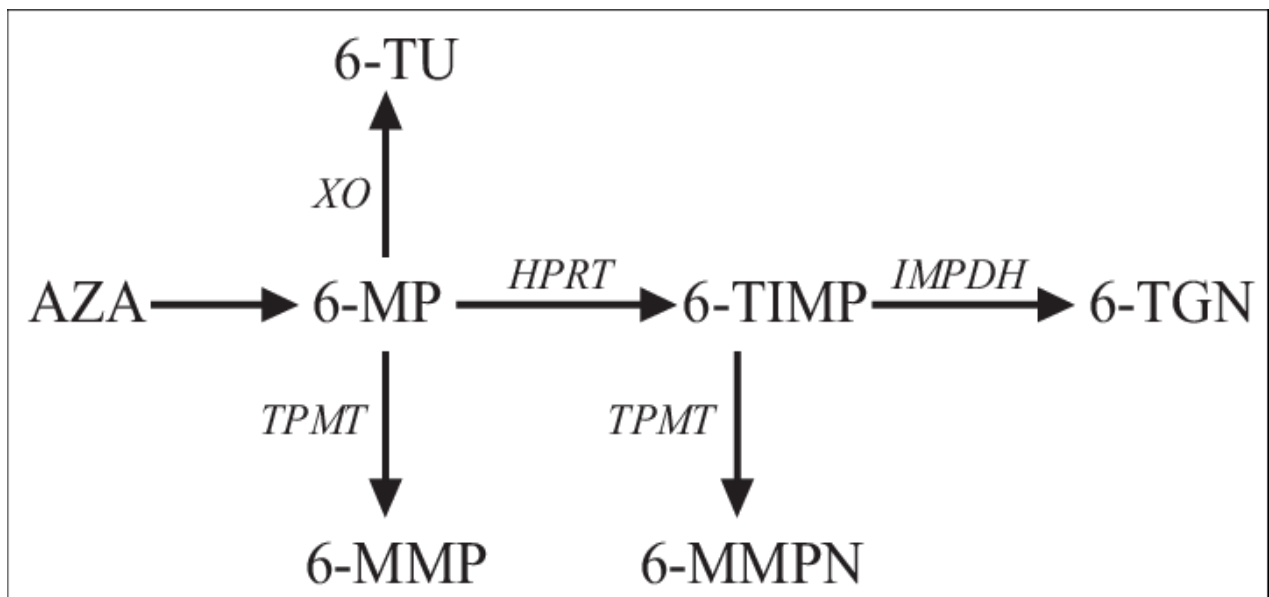 6-TU
XO
AZA 6-MP HPRT 6-TIMP IMPDH 6-TGN
TPMT TPMT
6-MMP 6-MMPN